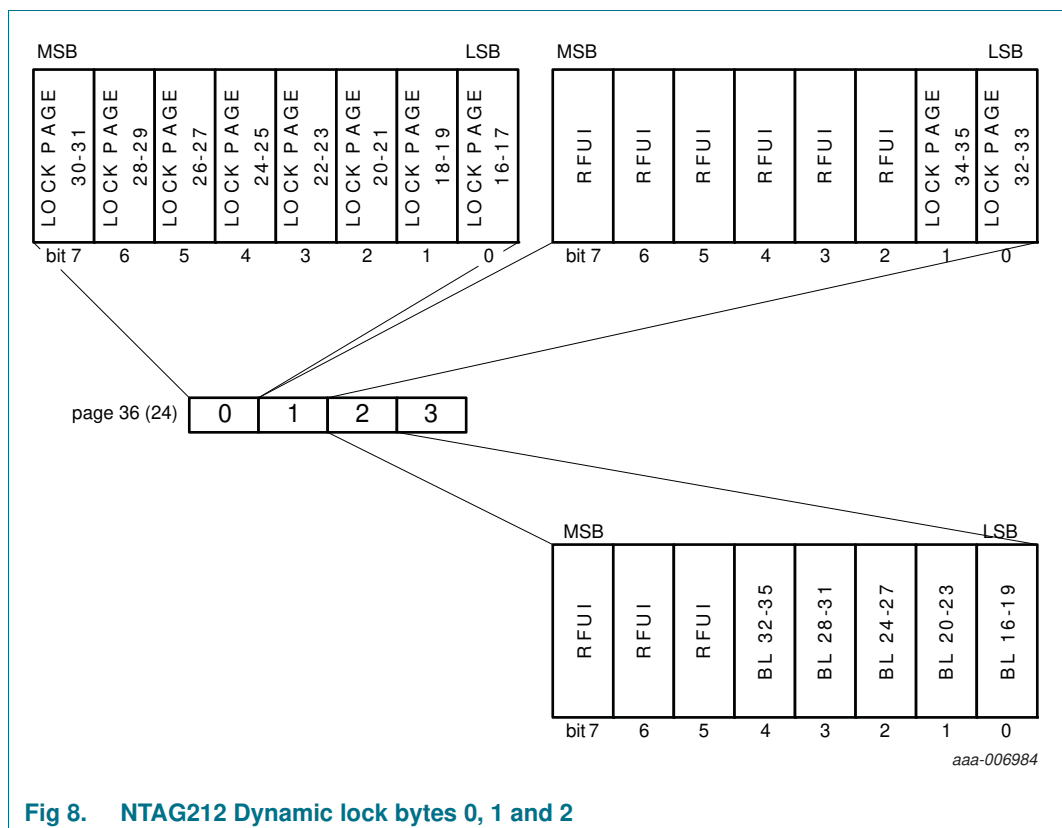 MSB LSB
LOCK PAGE 30-31
LOCK PAGE 28-29
LOCK PAGE 26-27
LOCK PAGE 24-25
LOCK PAGE 22-23
LOCK PAGE 20-21
LOCK PAGE 18-19
LOCK PAGE 16-17
bit 7 6 5 4 3 2 1 0
MSB LSB
RFUI
RFUI
RFUI
RFUI
RFUI
RFUI
LOCK PAGE 34-35
LOCK PAGE 32-33
bit 7 6 5 4 3 2 1 0
page 36 (24) 0 1 2 3
MSB LSB
RFUI
RFUI
RFUI
BL 32-35
BL 28-31
BL 24-27
BL 20-23
BL 16-19
bit 7 6 5 4 3 2 1 0
aaa-006984
Fig 8. NTAG212 Dynamic lock bytes 0, 1 and 2